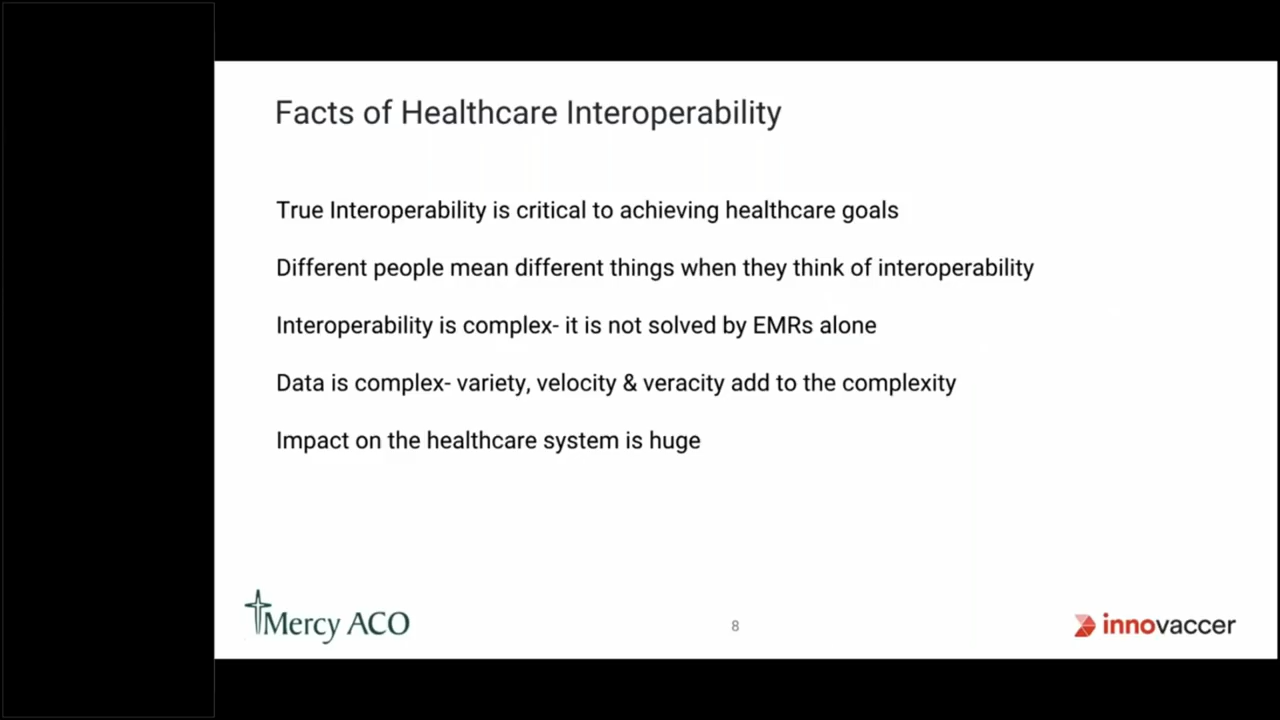 Facts of Healthcare Interoperability
True Interoperability is critical to achieving healthcare goals
Different people mean different things when they think of interoperability
Interoperability is complex- it is not solved by EMRs alone
Data is complex- variety, velocity & veracity add to the complexity
Impact on the healthcare system is huge
Mercy ACO
8
innovaccer